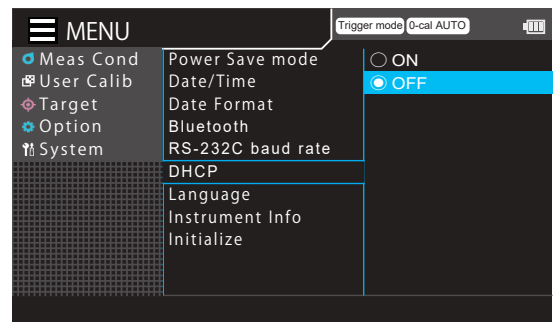 MENU
Trigger mode 0-cal AUTO
Meas Cond
User Calib
Target
Option
System
Power Save mode
Date/Time
Date Format
Bluetooth
RS-232C baud rate
DHCP
Language
Instrument Info
Initialize
ON
OFF